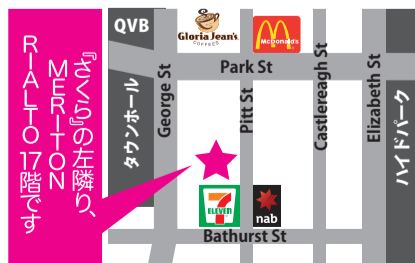 『さくら』の左隣り、
MERITON
RIALTO 17階です
QVB
Gloria Jean's
COFFEES
McDonald's
Park St
George St
Pitt St
Castlereagh St
Elizabeth St
タウンホール
ハイドパーク
7
ELEVEN
nab
Bathurst St